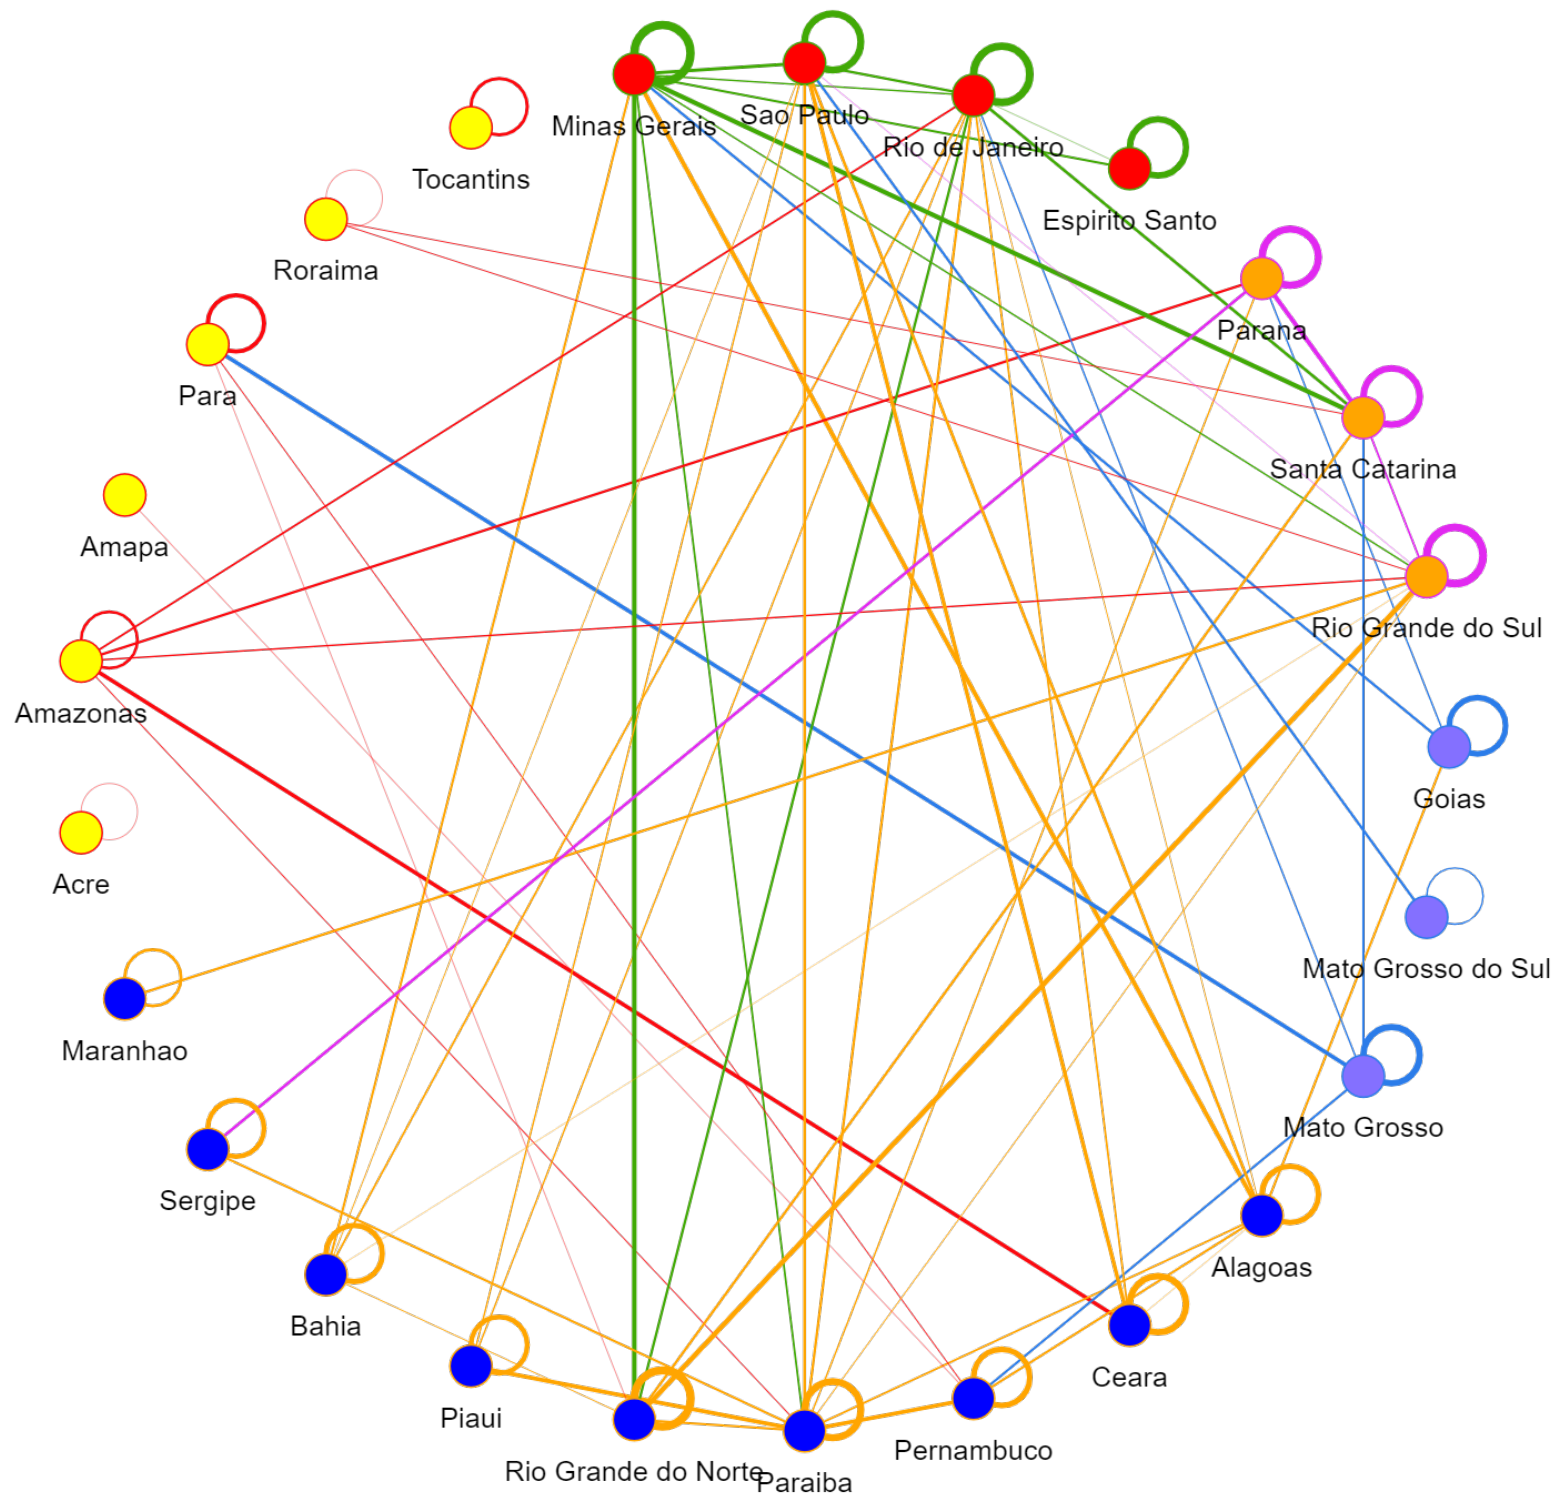 Minas Gerais
Sao Paulo
Rio de Janeiro
Tocantins
Espirito Santo
Roraima
Parana
Para
Santa Catarina
Amapa
Rio Grande do Sul
Amazonas
Goias
Acre
Mato Grosso do Sul
Maranhao
Mato Grosso
Sergipe
Alagoas
Bahia
Ceara
Piaui
Pernambuco
Rio Grande do Norte
Paraiba